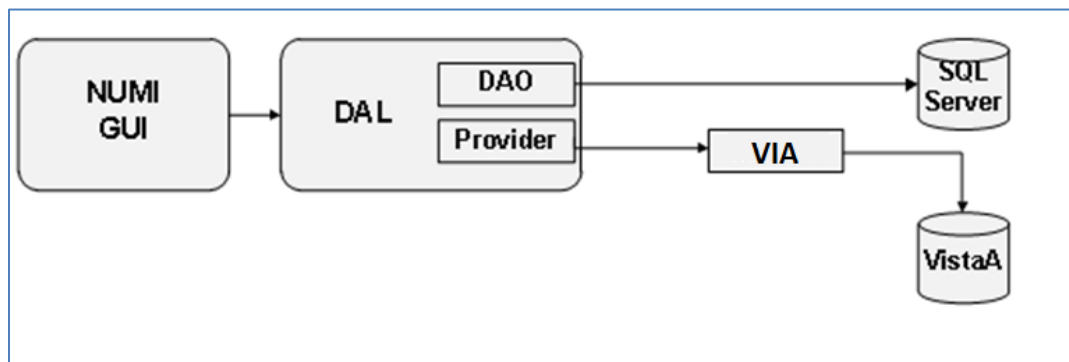 NUMI
GUI
DAL
DAO
Provider
VIA
SQL
Server
VistaA